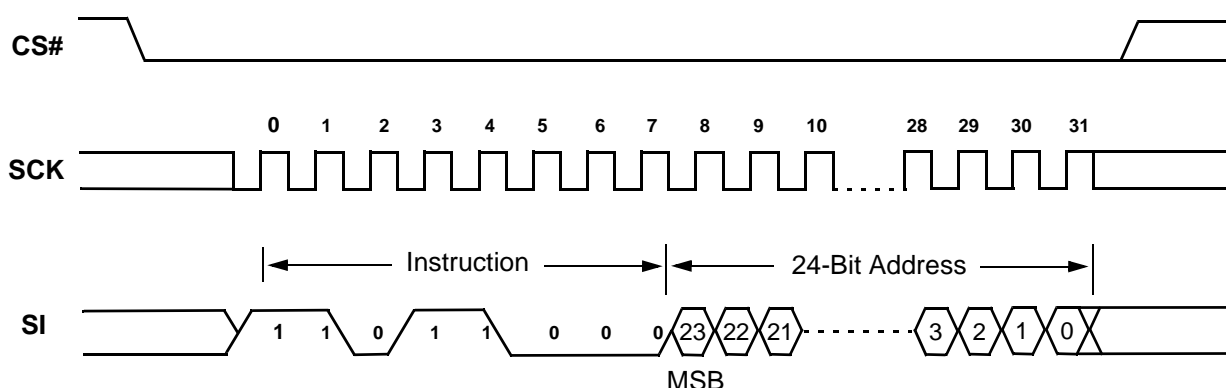 CS#
0 1 2 3 4 5 6 7 8 9 10 28 29 30 31
SCK
Instruction 24-Bit Address
SI
1 1 0 1 1 0 0 0 23 22 21 3 2 1 0
MSB